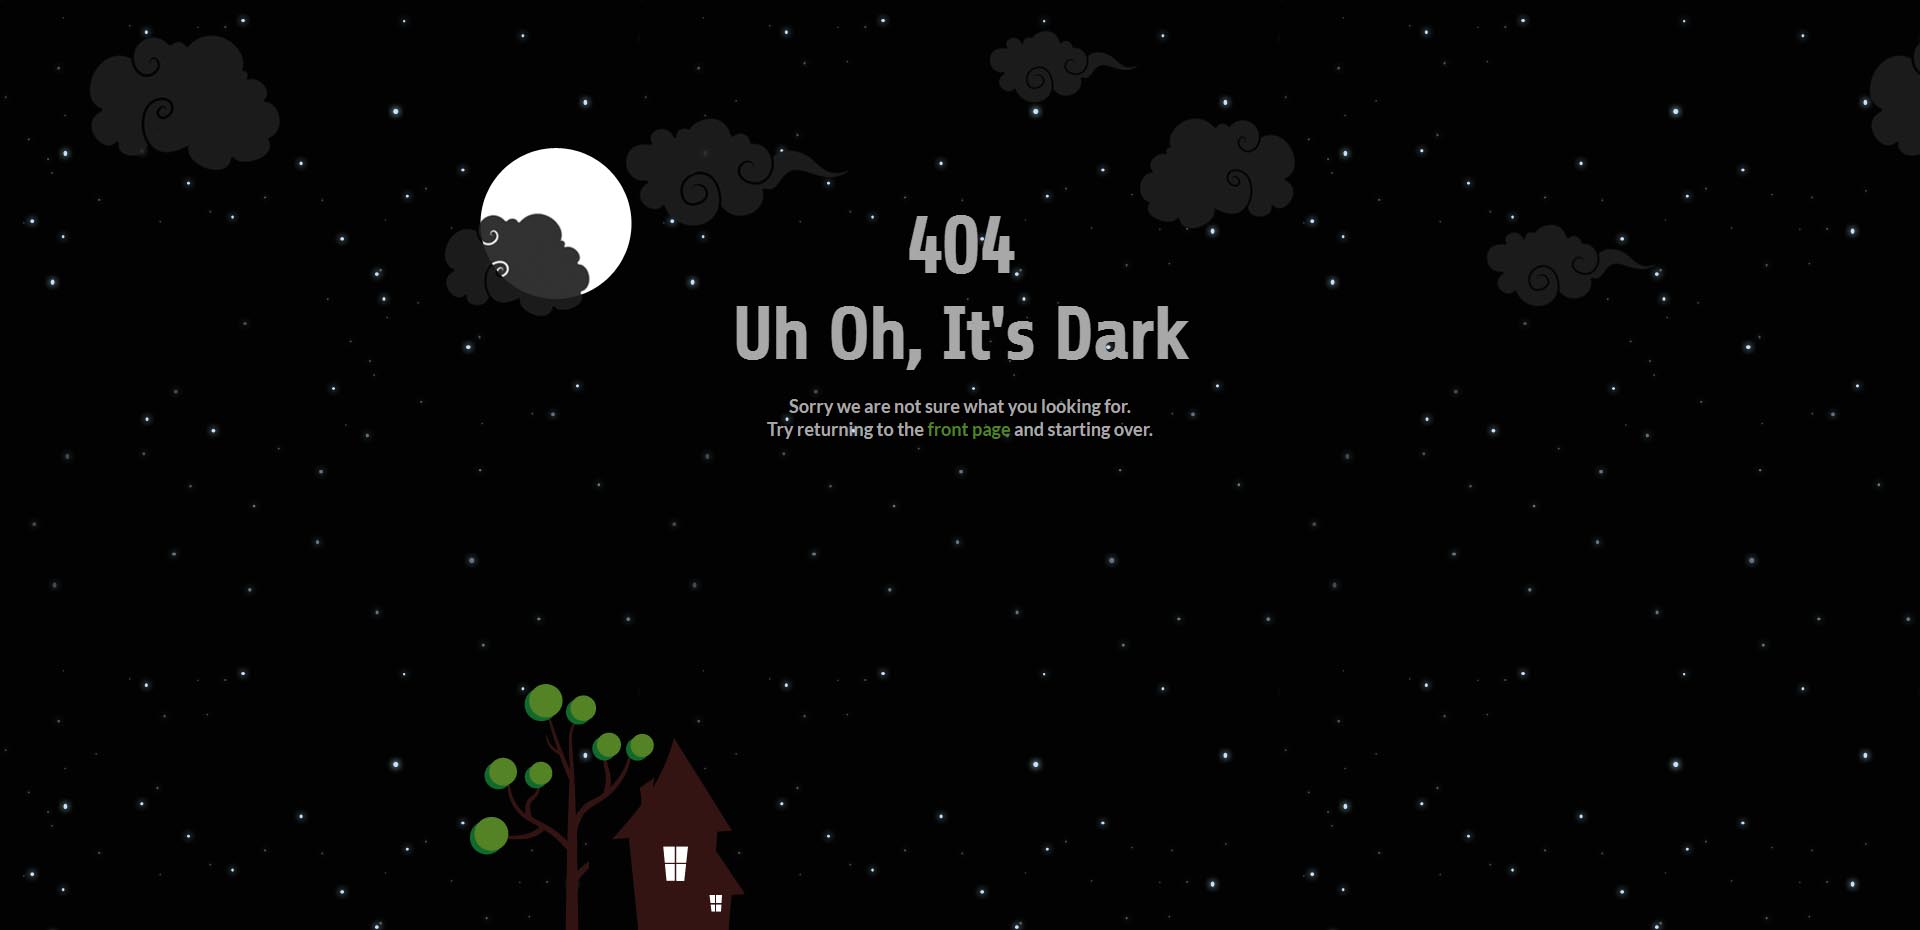 404
Uh Oh, It's Dark
Sorry we are not sure what you looking for.
Try returning to the front page and starting over.